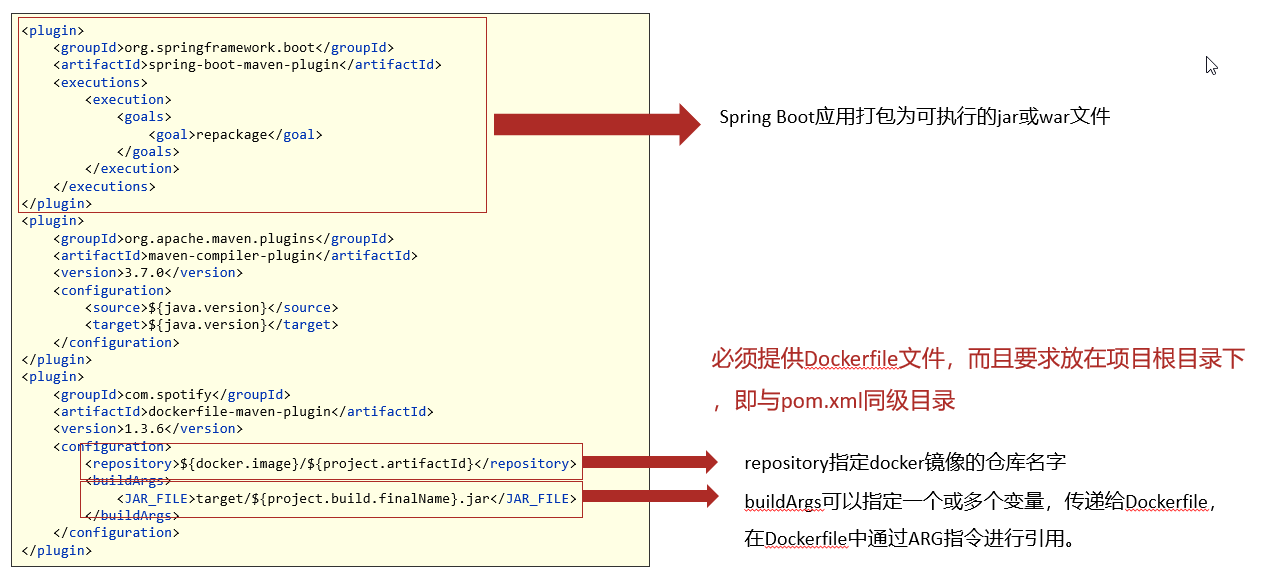 <plugin>
    <groupId>org.springframework.boot</groupId>
    <artifactId>spring-boot-maven-plugin</artifactId>
    <executions>
        <execution>
            <goals>
                <goal>repackage</goal>
            </goals>
        </execution>
    </executions>
</plugin>
<plugin>
    <groupId>org.apache.maven.plugins</groupId>
    <artifactId>maven-compiler-plugin</artifactId>
    <version>3.7.0</version>
    <configuration>
        <source>${java.version}</source>
        <target>${java.version}</target>
    </configuration>
</plugin>
<plugin>
    <groupId>com.spotify</groupId>
    <artifactId>dockerfile-maven-plugin</artifactId>
    <version>1.3.6</version>
    <configuration>
        <repository>${docker.image}/${project.artifactId}</repository>
        <buildArgs>
            <JAR_FILE>target/${project.build.finalName}.jar</JAR_FILE>
        </buildArgs>
    </configuration>
</plugin>
Spring Boot应用打包为可执行的jar或war文件
必须提供Dockerfile文件，而且要求放在项目根目录下
，即与pom.xml同级目录
repository指定docker镜像的仓库名字
buildArgs可以指定一个或多个变量，传递给Dockerfile，
在Dockerfile中通过ARG指令进行引用。